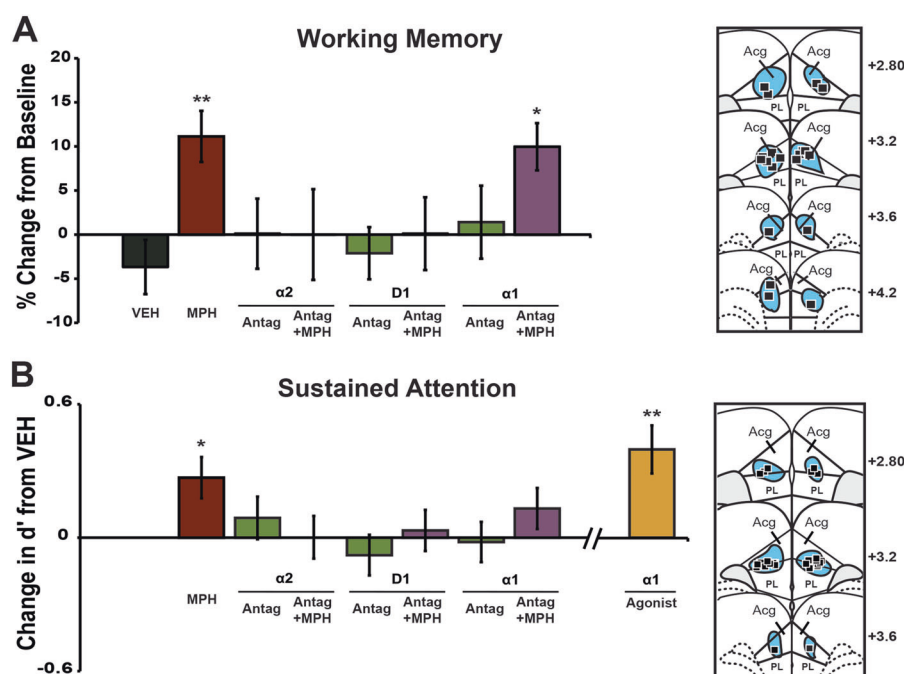 A
Working Memory
% Change from Baseline
20
15
10
5
0
-5
-10
**
*
VEH
MPH
α2
D1
α1
Antag
Antag
+MPH
Antag
Antag
+MPH
Antag
Antag
+MPH
Acg
Acg
+2.80
PL
PL
Acg
Acg
+3.2
PL
PL
Acg
Acg
+3.6
PL
PL
Acg
Acg
+4.2
B
Sustained Attention
Change in d' from VEH
0.6
0
-0.6
*
**
MPH
α2
D1
α1
α1
Antag
Antag
+MPH
Antag
Antag
+MPH
Antag
Antag
+MPH
Agonist
Acg
Acg
+2.80
PL
PL
Acg
Acg
+3.2
PL
PL
Acg
Acg
+3.6
PL
PL